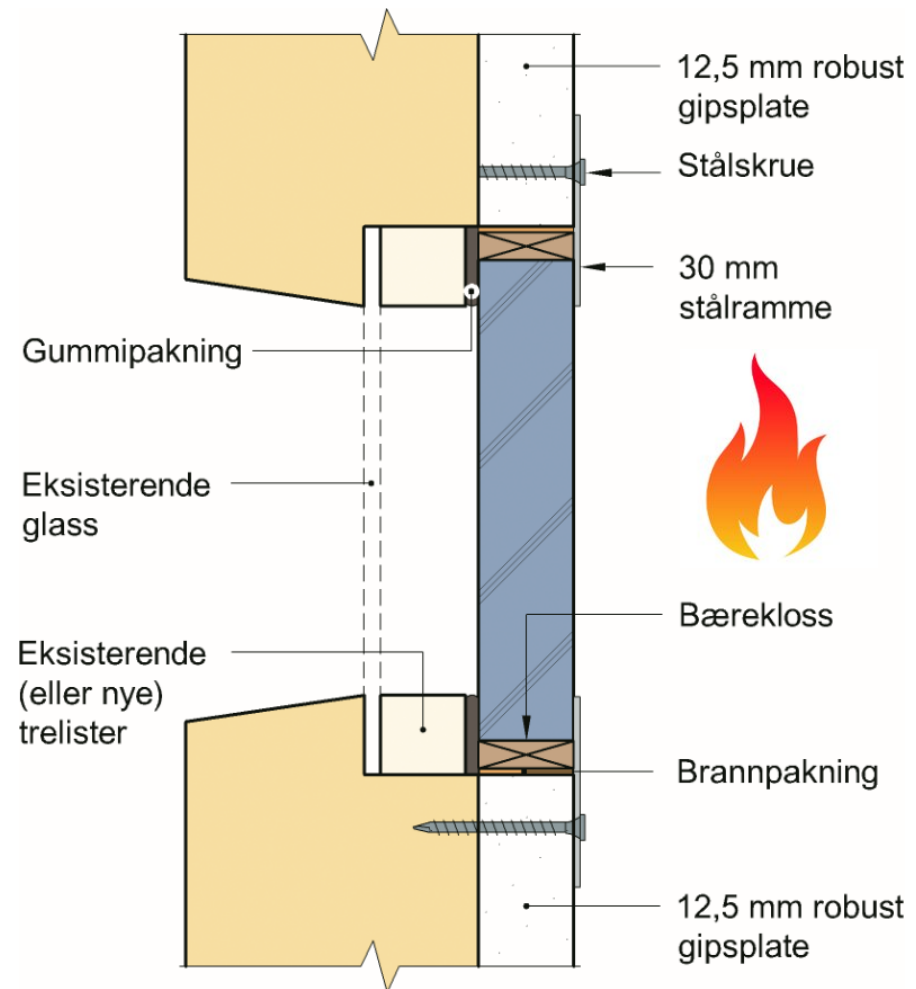 12,5 mm robust
gipsplate
Stålskrue
30 mm
stålramme
Gummipakning
Eksisterende
glass
Bærekloss
Eksisterende
(eller nye)
trelister
Brannpakning
12,5 mm robust
gipsplate